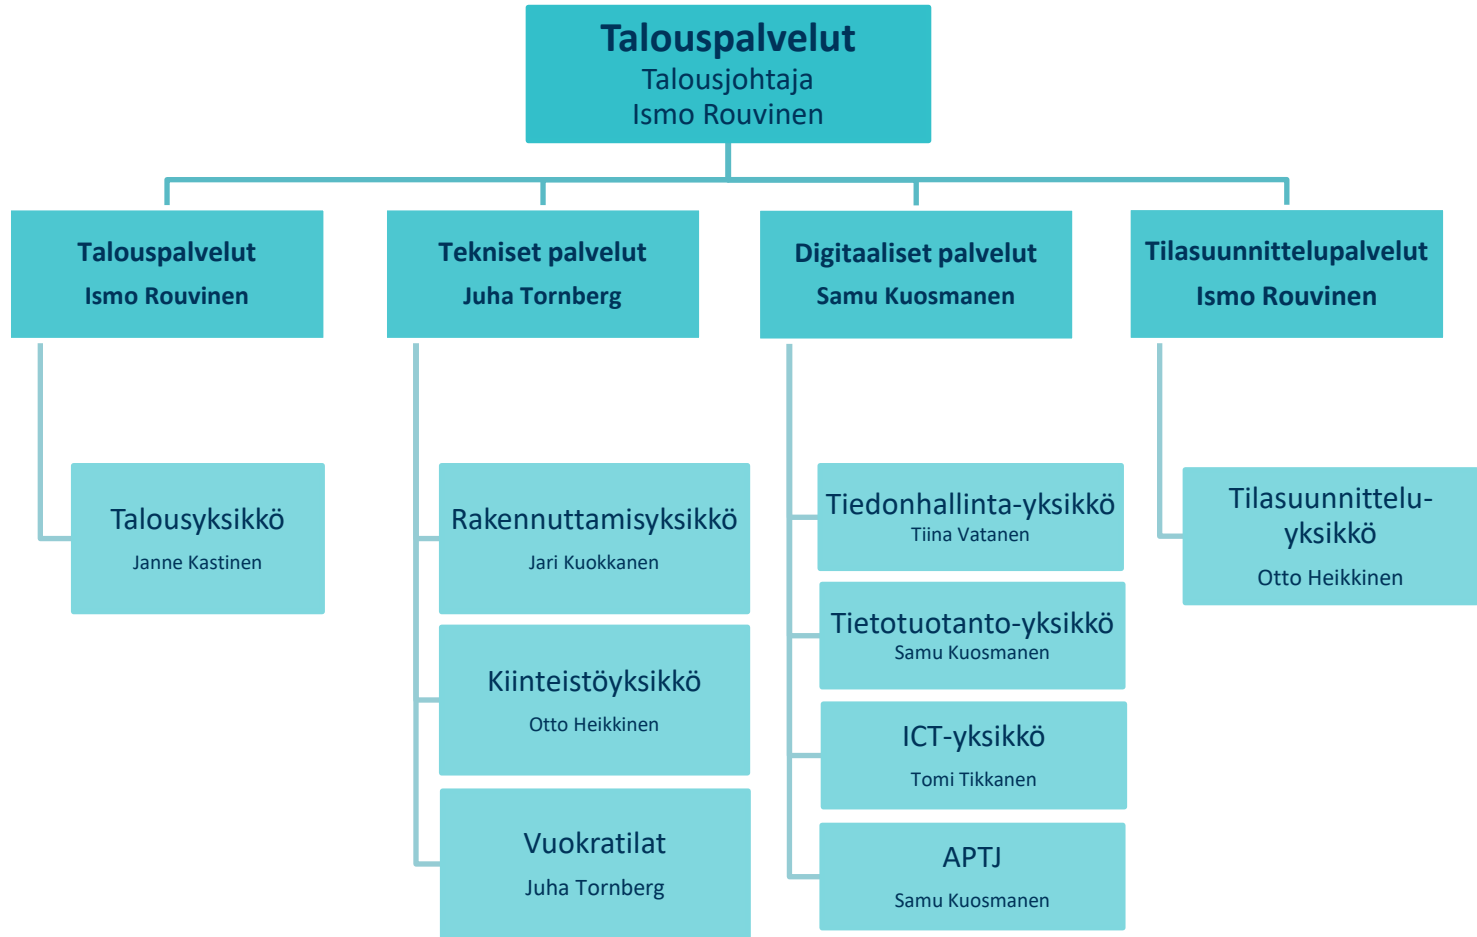 Talouspalvelut
Talousjohtaja
Ismo Rouvinen
Talouspalvelut
Ismo Rouvinen
Tekniset palvelut
Juha Tornberg
Digitaaliset palvelut
Samu Kuosmanen
Tilasuunnittelupalvelut
Ismo Rouvinen
Talousyksikkö
Janne Kastinen
Rakennuttamisyksikkö
Jari Kuokkanen
Kiinteistöyksikkö
Otto Heikkinen
Vuokratilat
Juha Tornberg
Tiedonhallinta-yksikkö
Tiina Vatanen
Tietotuotanto-yksikkö
Samu Kuosmanen
ICT-yksikkö
Tomi Tikkanen
APTJ
Samu Kuosmanen
Tilasuunnittelu-
yksikkö
Otto Heikkinen